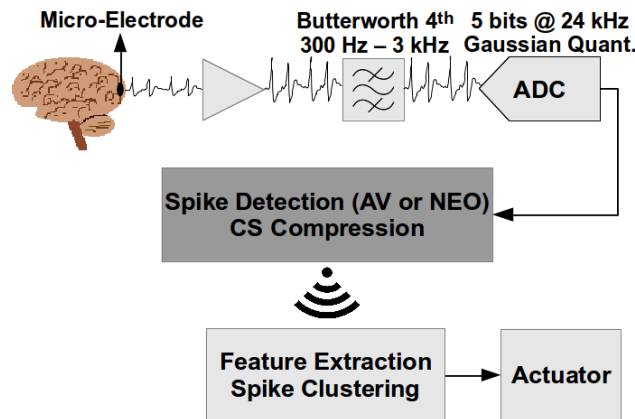 Micro-Electrode
Butterworth 4th
300 Hz – 3 kHz
5 bits @ 24 kHz
Gaussian Quant.
ADC
Spike Detection (AV or NEO)
CS Compression
Feature Extraction
Spike Clustering
Actuator